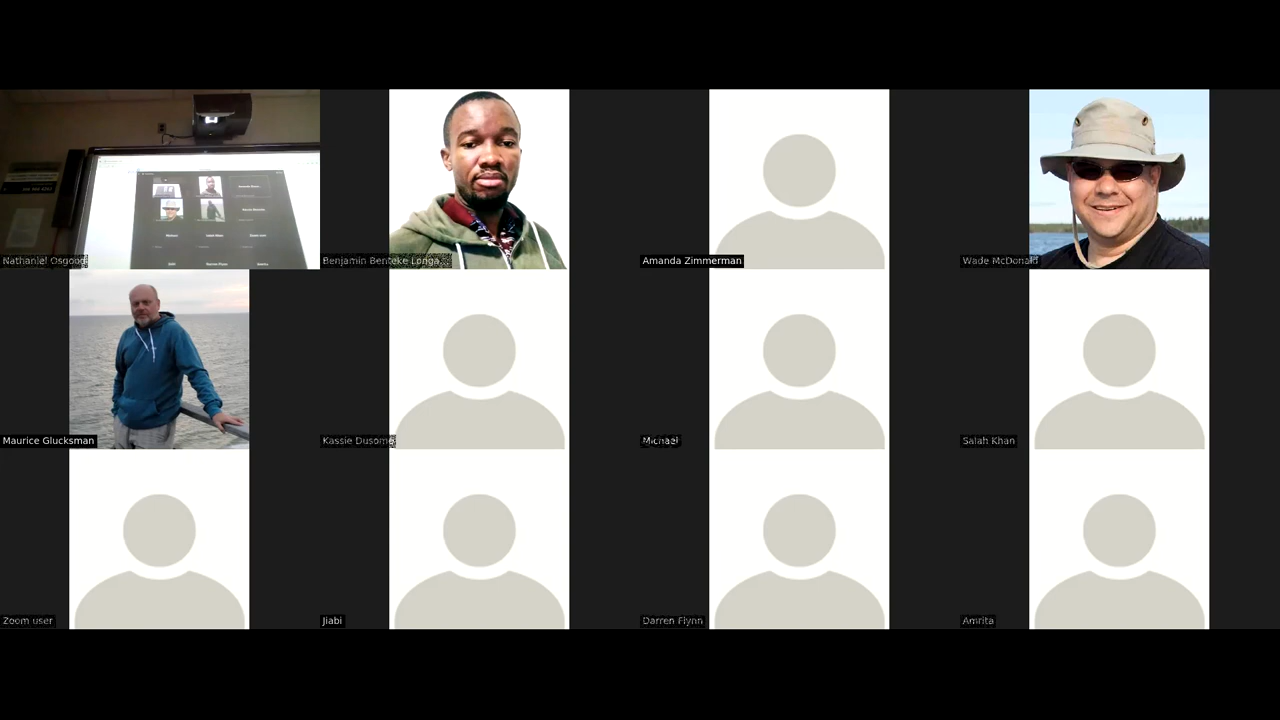 Nathaniel Osgood
Benjamin Benteke Longa...
Amanda Zimmerman
Wade McDonald
Maurice Glucksman
Kassie Dusome
Michael
Salah Khan
Zoom user
Jiabi
Darren Flynn
Amrita